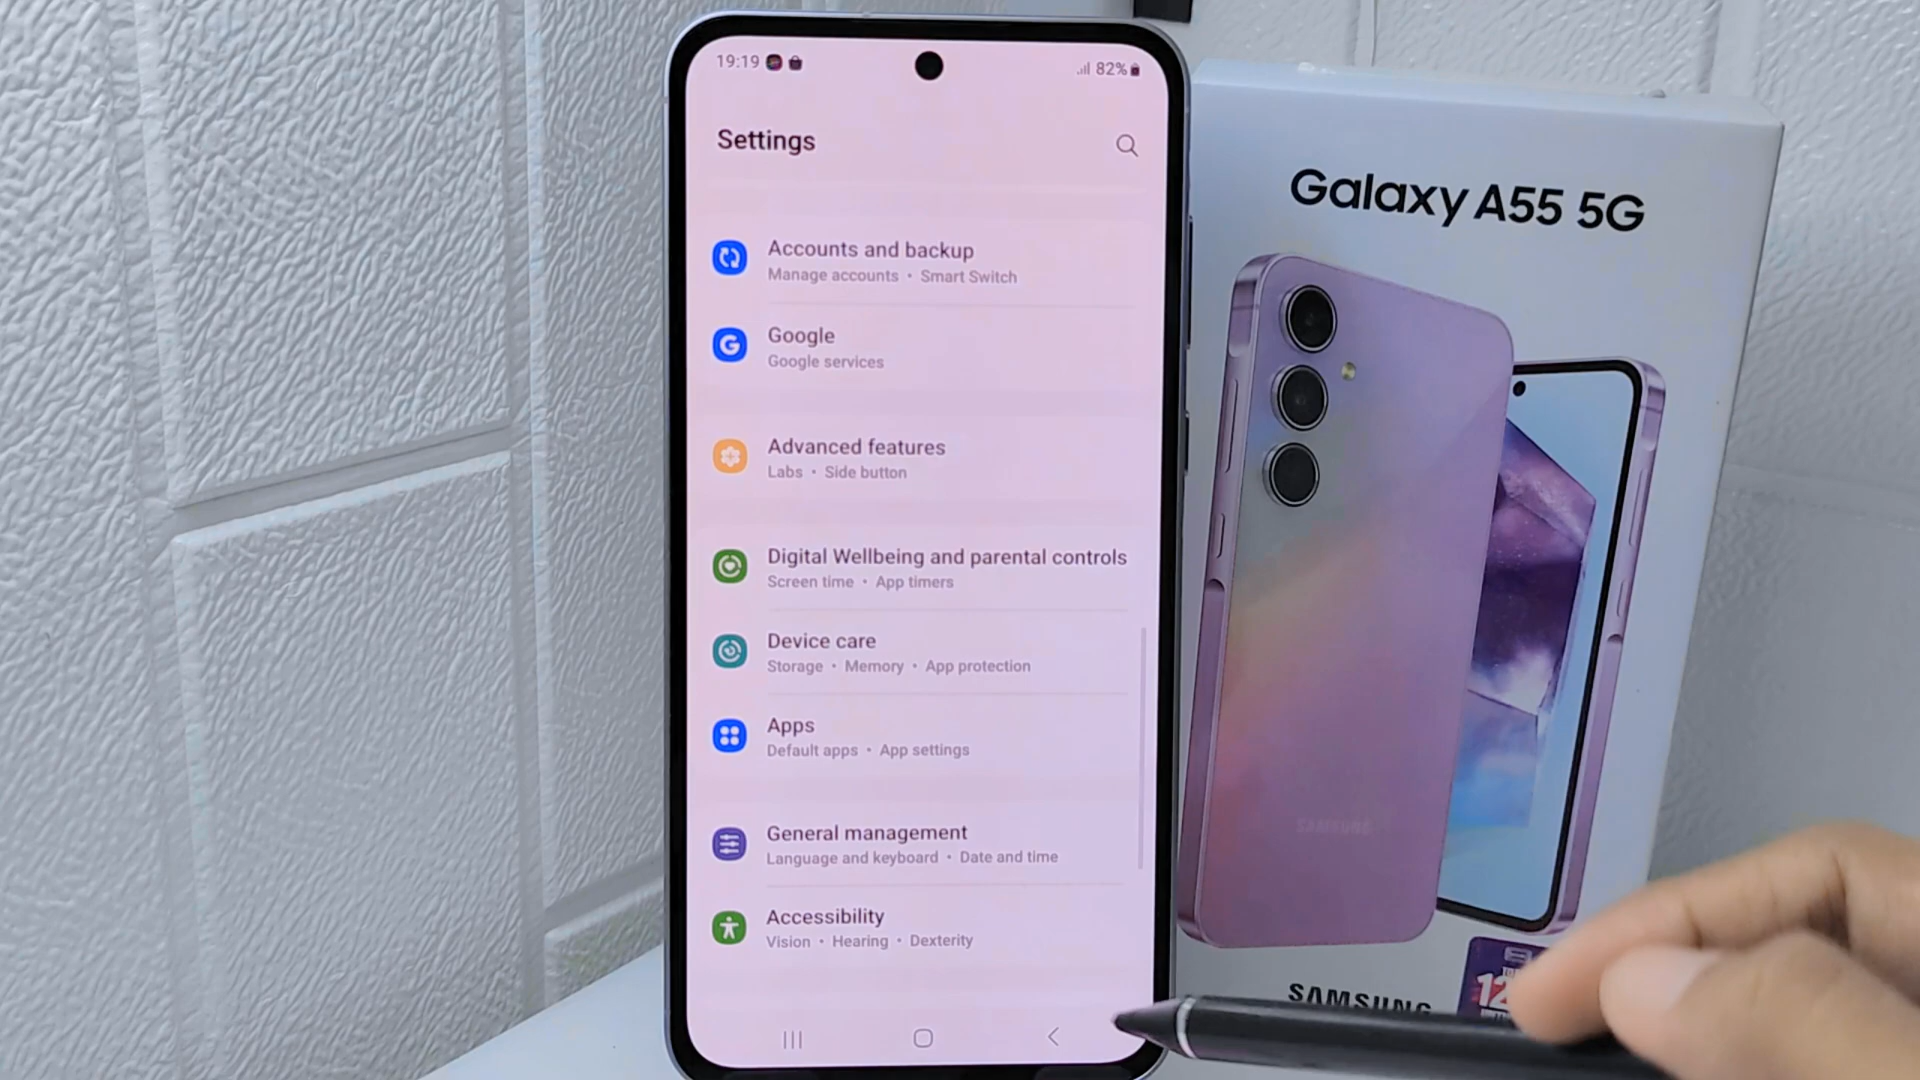 19:19
82%
Settings
Accounts and backup
Manage accounts • Smart Switch
Google
Google services
Advanced features
Labs • Side button
Digital Wellbeing and parental controls
Screen time • App timers
Device care
Storage • Memory • App protection
Apps
Default apps • App settings
General management
Language and keyboard • Date and time
Accessibility
Vision • Hearing • Dexterity
Galaxy A55 5G
SAMSUNG
SAMSUNG